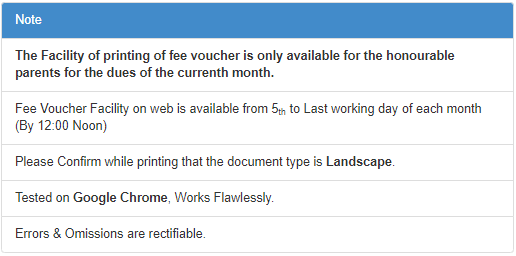 Note
The Facility of printing of fee voucher is only available for the honourable
parents for the dues of the currenth month.
Fee Voucher Facility on web is available from 5th to Last working day of each month
(By 12:00 Noon)
Please Confirm while printing that the document type is Landscape.
Tested on Google Chrome, Works Flawlessly.
Errors & Omissions are rectifiable.